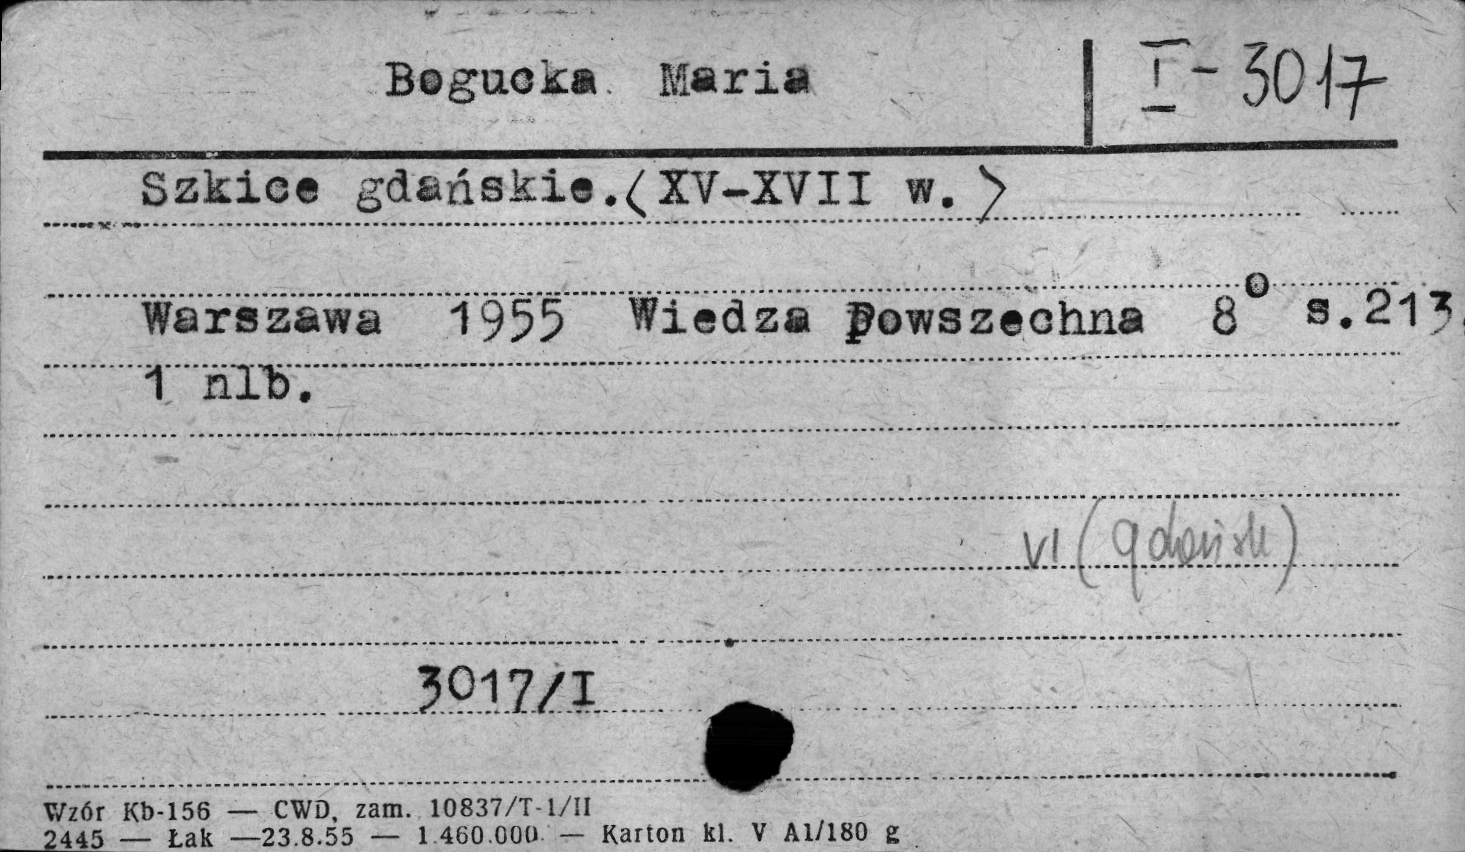 Bogucka Maria
I-3017
Szkice gdańskie.<XV-XVII w.>
Warszawa 1955 Wiedza Powszechna 8° s.213.
1 nlb.
VI (Gdańsk)
3017/I
Wzór Kb-156 — CWD, zam. 10837/T-1/II
2445 — Łak —23.8.55 — 1.460.000 — Karton kl. V A1/180 g